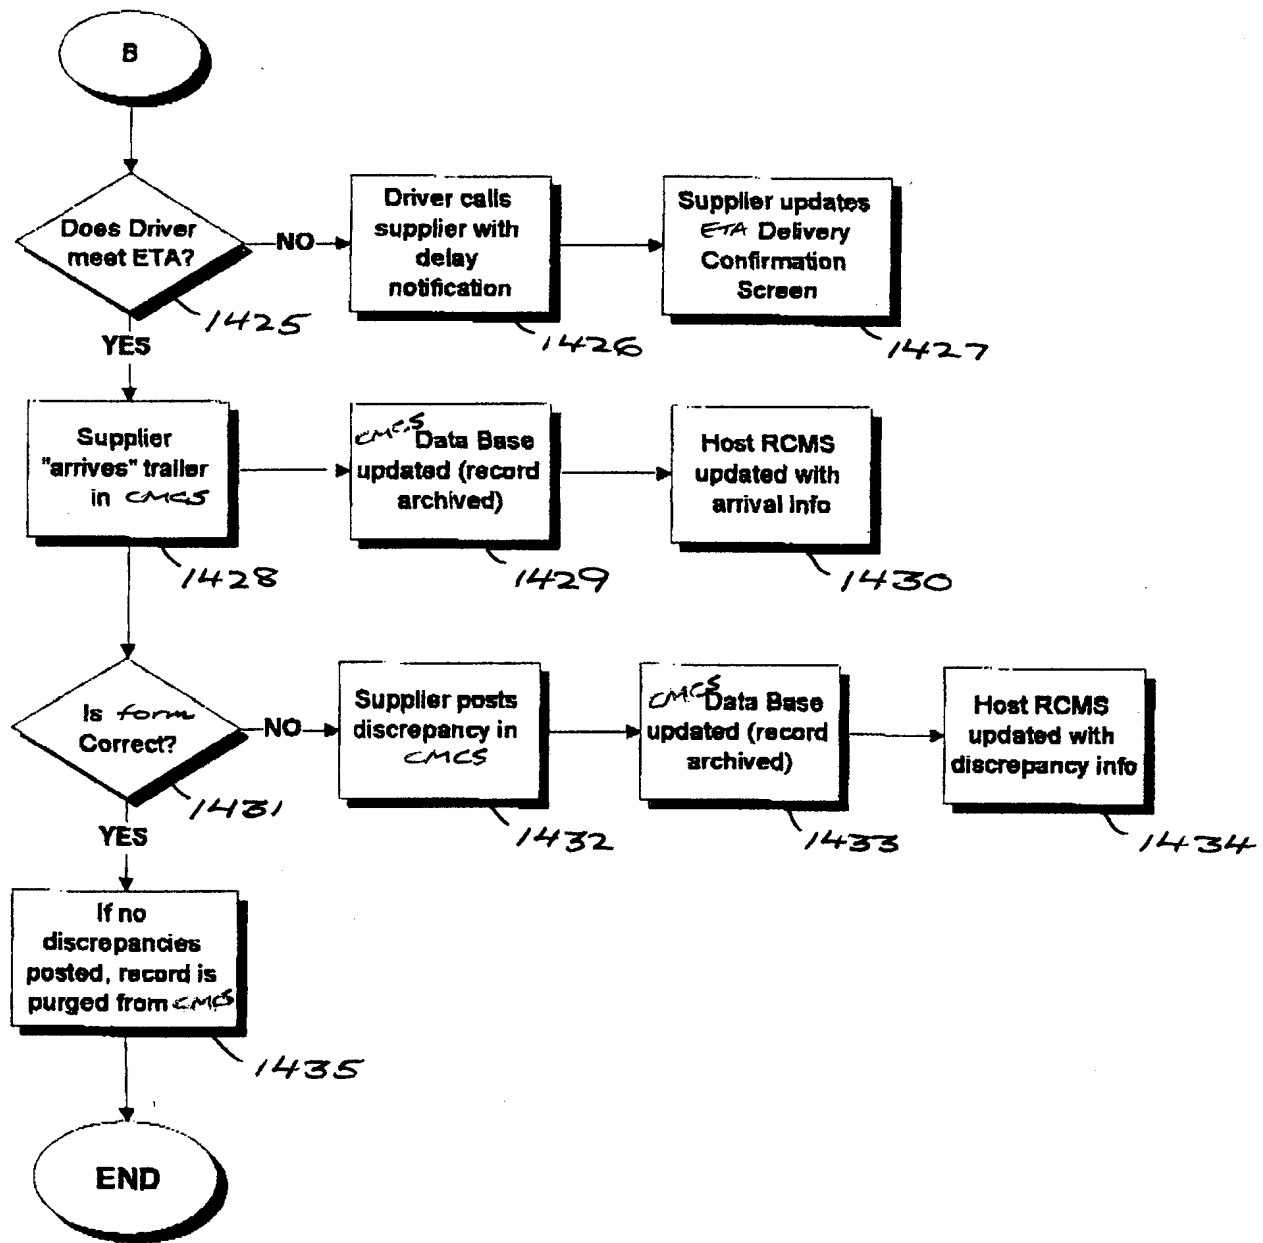 B
Does Driver
meet ETA?
NO
Driver calls
supplier with
delay
notification
Supplier updates
ETA Delivery
Confirmation
Screen
1425
1426
1427
YES
Supplier
"arrives" trailer
in CMCS
CMCS Data Base
updated (record
archived)
Host RCMS
updated with
arrival info
1428
1429
1430
Is form
Correct?
NO
Supplier posts
discrepancy in
CMCS
CMCS Data Base
updated (record
archived)
Host RCMS
updated with
discrepancy info
1431
1432
1433
1434
YES
If no
discrepancies
posted, record is
purged from CMCS
1435
END